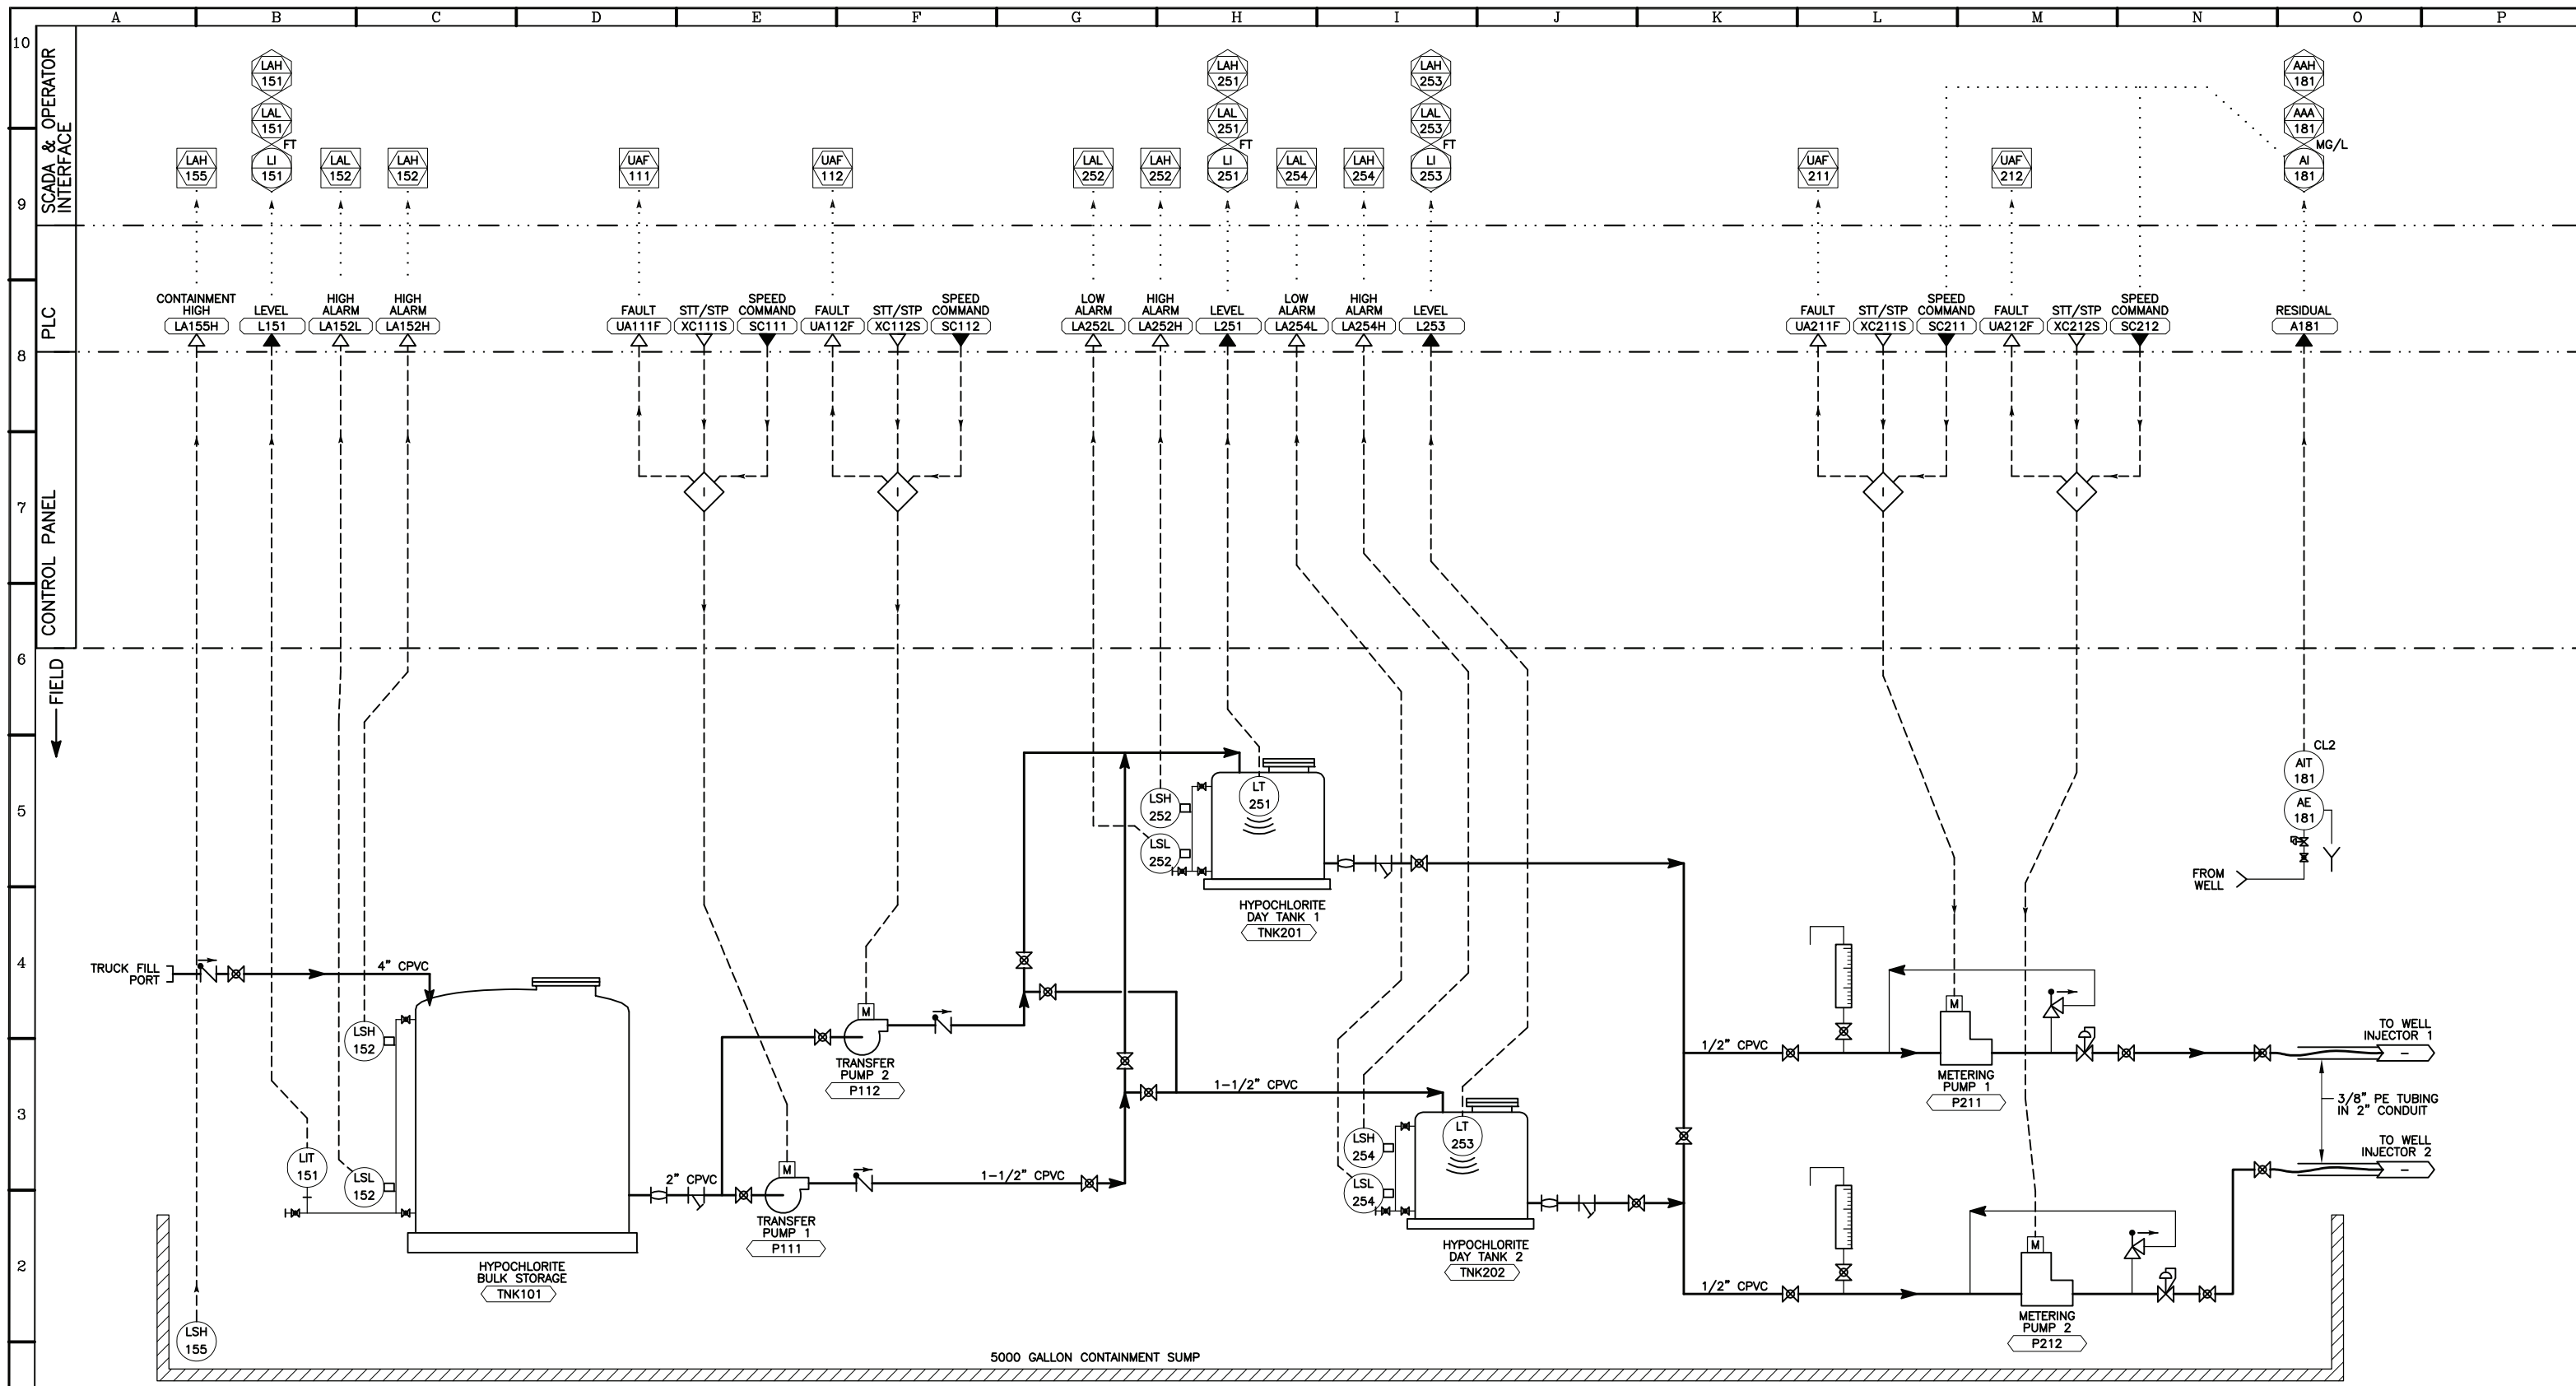 A B C D E F G H I J K L M N O P
10
9
8
7
6
5
4
3
2
SCADA & OPERATOR
INTERFACE
PLC
CONTROL PANEL
FIELD
LAH
155
LAH
151
LAL
151
FT
LI
151
LAL
152
LAH
152
UAF
111
UAF
112
LAL
252
LAH
252
LAH
251
LAL
251
FT
LI
251
LAL
254
LAH
254
LAH
253
LAL
253
FT
LI
253
UAF
211
UAF
212
AAH
181
AAA
181
MG/L
AI
181
CONTAINMENT
HIGH
LA155H
LEVEL
L151
HIGH
ALARM
LA152L
HIGH
ALARM
LA152H
FAULT
UA111F
STT/STP
XC111S
SPEED
COMMAND
SC111
FAULT
UA112F
STT/STP
XC112S
SPEED
COMMAND
SC112
LOW
ALARM
LA252L
HIGH
ALARM
LA252H
LEVEL
L251
LOW
ALARM
LA254L
HIGH
ALARM
LA254H
LEVEL
L253
FAULT
UA211F
STT/STP
XC211S
SPEED
COMMAND
SC211
FAULT
UA212F
STT/STP
XC212S
SPEED
COMMAND
SC212
RESIDUAL
A181
I
I
I
I
CL2
AIT
181
AE
181
FROM
WELL
LSH
252
LSL
252
LT
251
HYPOCHLORITE
DAY TANK 1
TNK201
TRUCK FILL
PORT
4" CPVC
LSH
152
LIT
151
LSL
152
HYPOCHLORITE
BULK STORAGE
TNK101
2" CPVC
M
TRANSFER
PUMP 2
P112
M
TRANSFER
PUMP 1
P111
1-1/2" CPVC
1-1/2" CPVC
LSH
254
LSL
254
LT
253
HYPOCHLORITE
DAY TANK 2
TNK202
1/2" CPVC
M
METERING
PUMP 1
P211
TO WELL
INJECTOR 1
3/8" PE TUBING
IN 2" CONDUIT
TO WELL
INJECTOR 2
1/2" CPVC
M
METERING
PUMP 2
P212
LSH
155
5000 GALLON CONTAINMENT SUMP